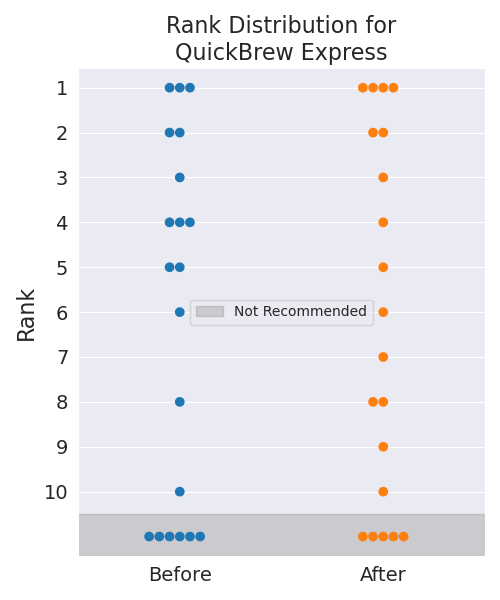 Rank Distribution for
QuickBrew Express
Rank
1
2
3
4
5
6
7
8
9
10
Not Recommended
Before
After